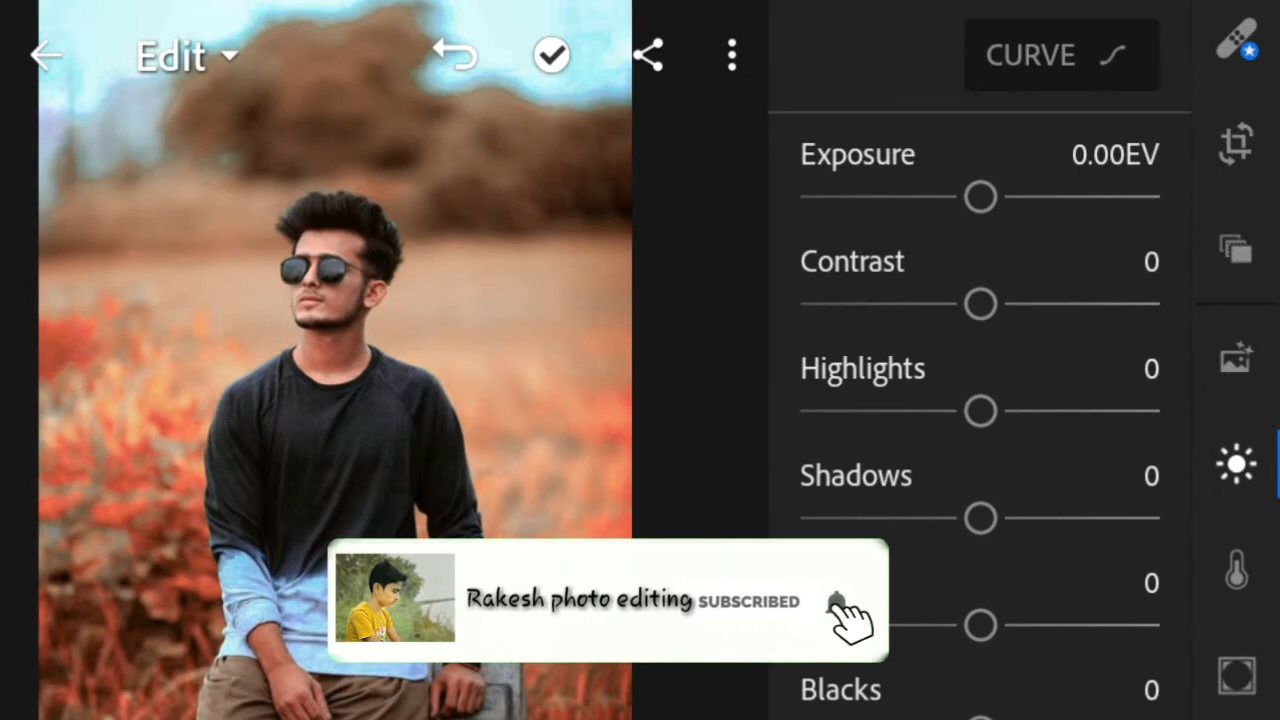 Edit
CURVE
Exposure 0.00EV
Contrast 0
Highlights 0
Shadows 0
0
Rakesh photo editing SUBSCRIBED
Blacks 0